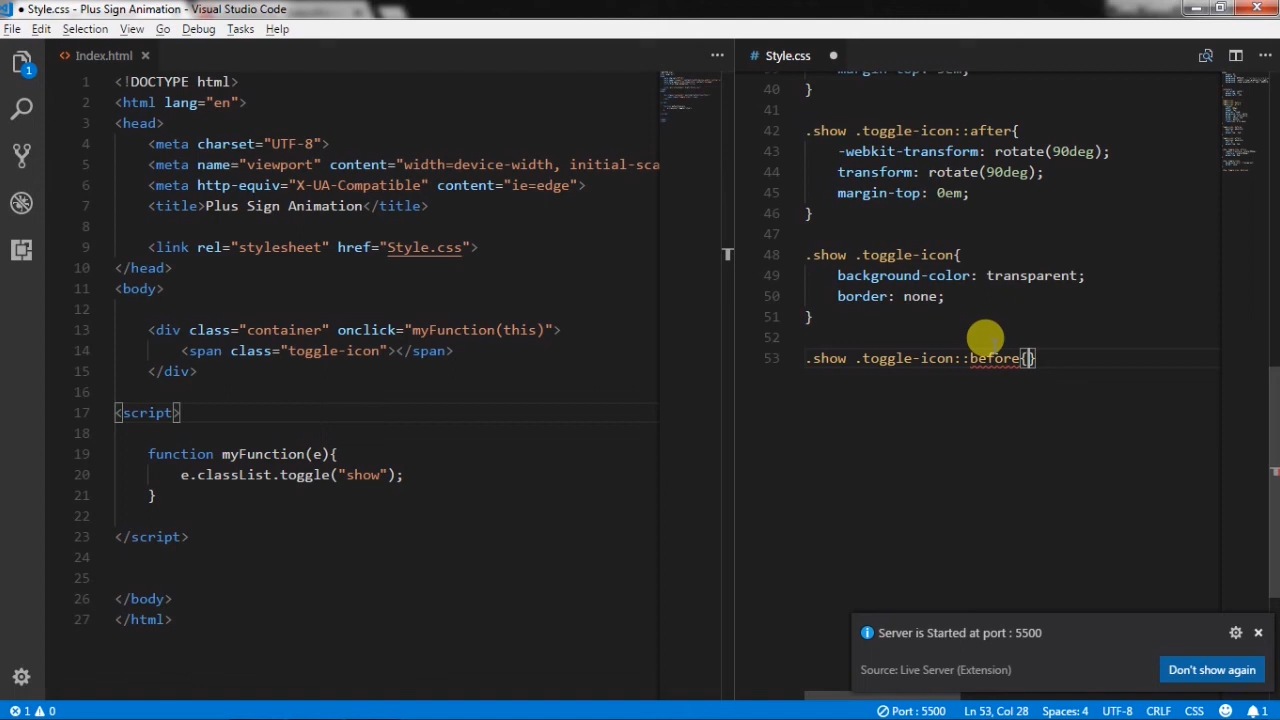 ● Style.css - Plus Sign Animation - Visual Studio Code
File Edit Selection View Go Debug Tasks Help
1
Index.html
Style.css
1 <!DOCTYPE html>
2 <html lang="en">
3 <head>
4 <meta charset="UTF-8">
5 <meta name="viewport" content="width=device-width, initial-sca
6 <meta http-equiv="X-UA-Compatible" content="ie=edge">
7 <title>Plus Sign Animation</title>
8
9 <link rel="stylesheet" href="Style.css">
10 </head>
11 <body>
12
13 <div class="container" onclick="myFunction(this)">
14 <span class="toggle-icon"></span>
15 </div>
16
17 <script>
18
19 function myFunction(e){
20 e.classList.toggle("show");
21 }
22
23 </script>
24
25
26 </body>
27 </html>
40 }
41
42 .show .toggle-icon::after{
43 -webkit-transform: rotate(90deg);
44 transform: rotate(90deg);
45 margin-top: 0em;
46 }
47
48 .show .toggle-icon{
49 background-color: transparent;
50 border: none;
51 }
52
53 .show .toggle-icon::before{}
Server is Started at port : 5500
Source: Live Server (Extension)
Don't show again
1 0
Port : 5500 Ln 53, Col 28 Spaces: 4 UTF-8 CRLF CSS 1